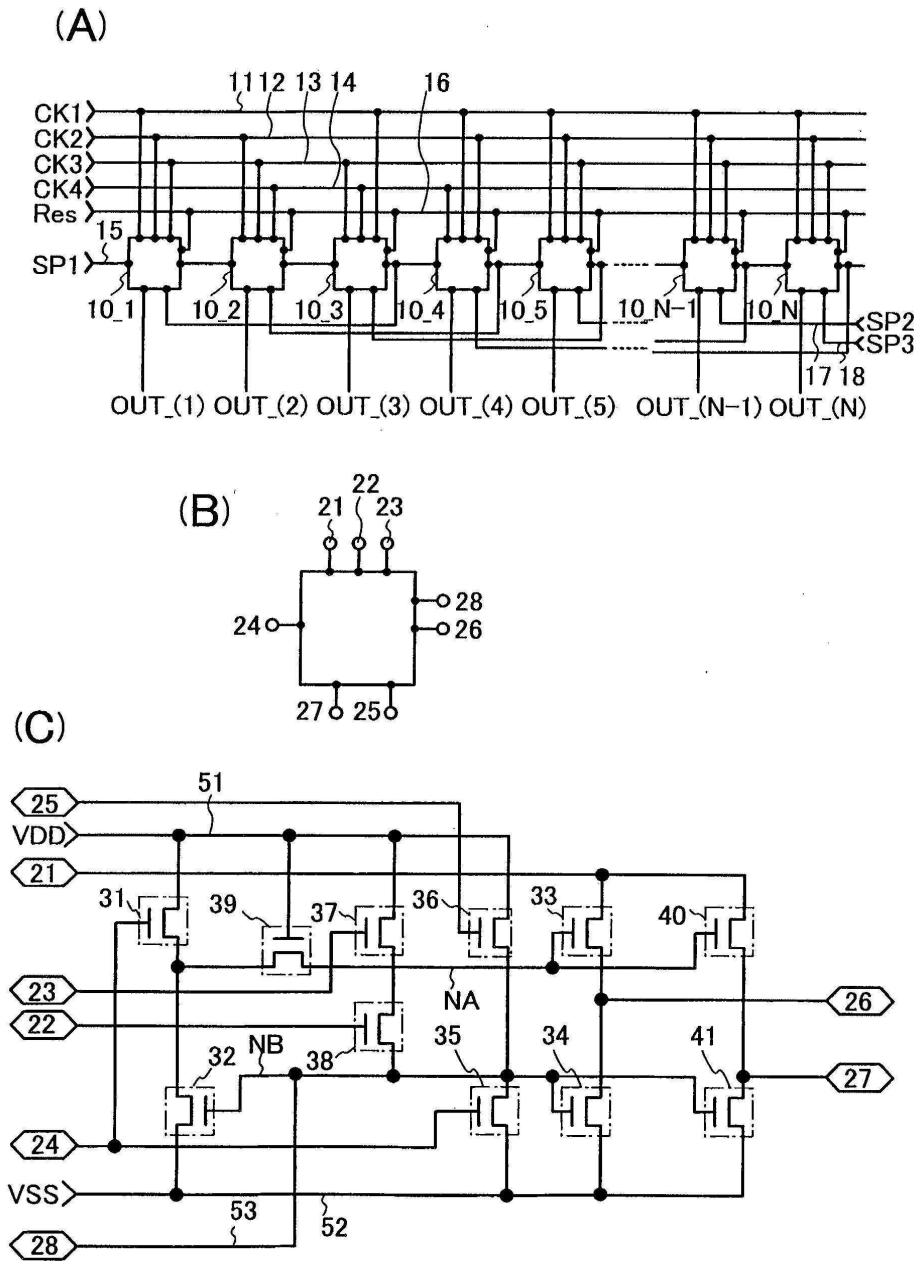 (A)
11 12 13 14 16
CK1
CK2
CK3
CK4
Res
15
SP1
10_1 10_2 10_3 10_4 10_5 10_N-1 10_N
SP2
SP3
17 18
OUT_(1) OUT_(2) OUT_(3) OUT_(4) OUT_(5) OUT_(N-1) OUT_(N)
(B)
22
21 23
28
24 26
27 25
(C)
51
25
VDD
21
31 39 37 36 33 40
23 NA 26
22
32 NB 38 35 34 41
27
24
VSS
53 52
28